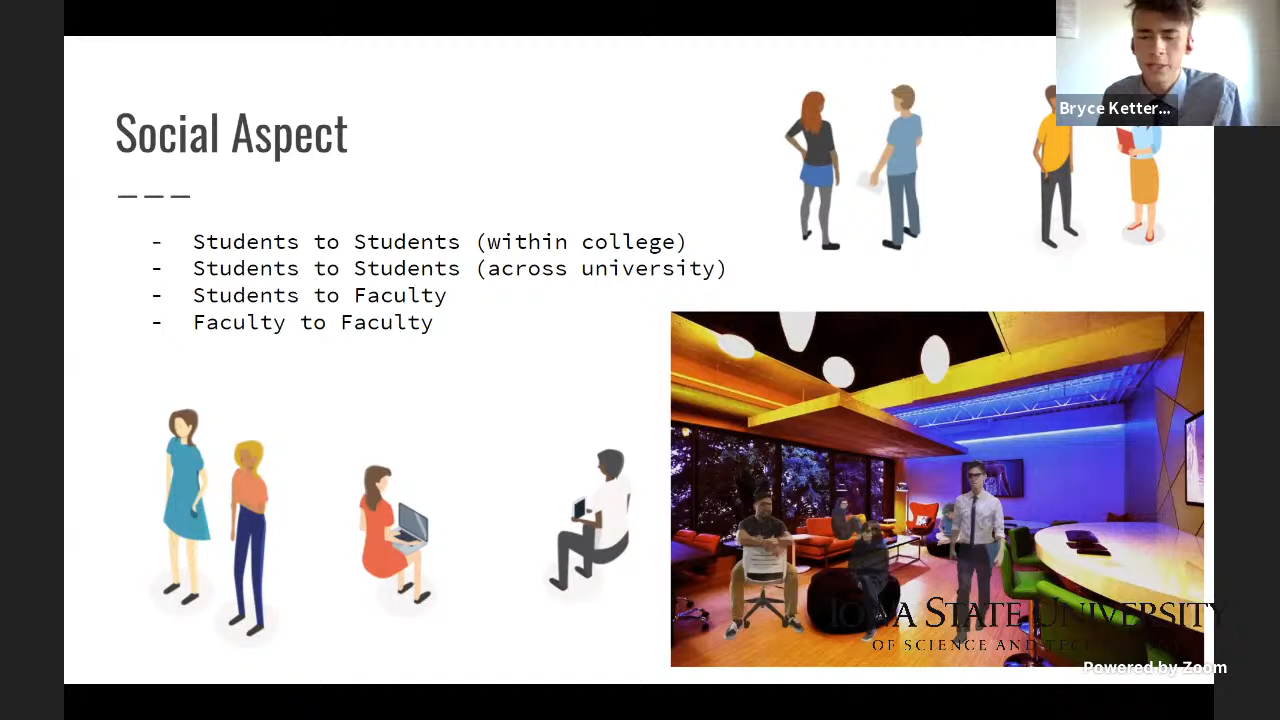 Bryce Ketter...
Social Aspect
- Students to Students (within college)
- Students to Students (across university)
- Students to Faculty
- Faculty to Faculty
IOWA STATE UNIVERSITY
OF SCIENCE AND TECHNOLOGY
Powered by Zoom